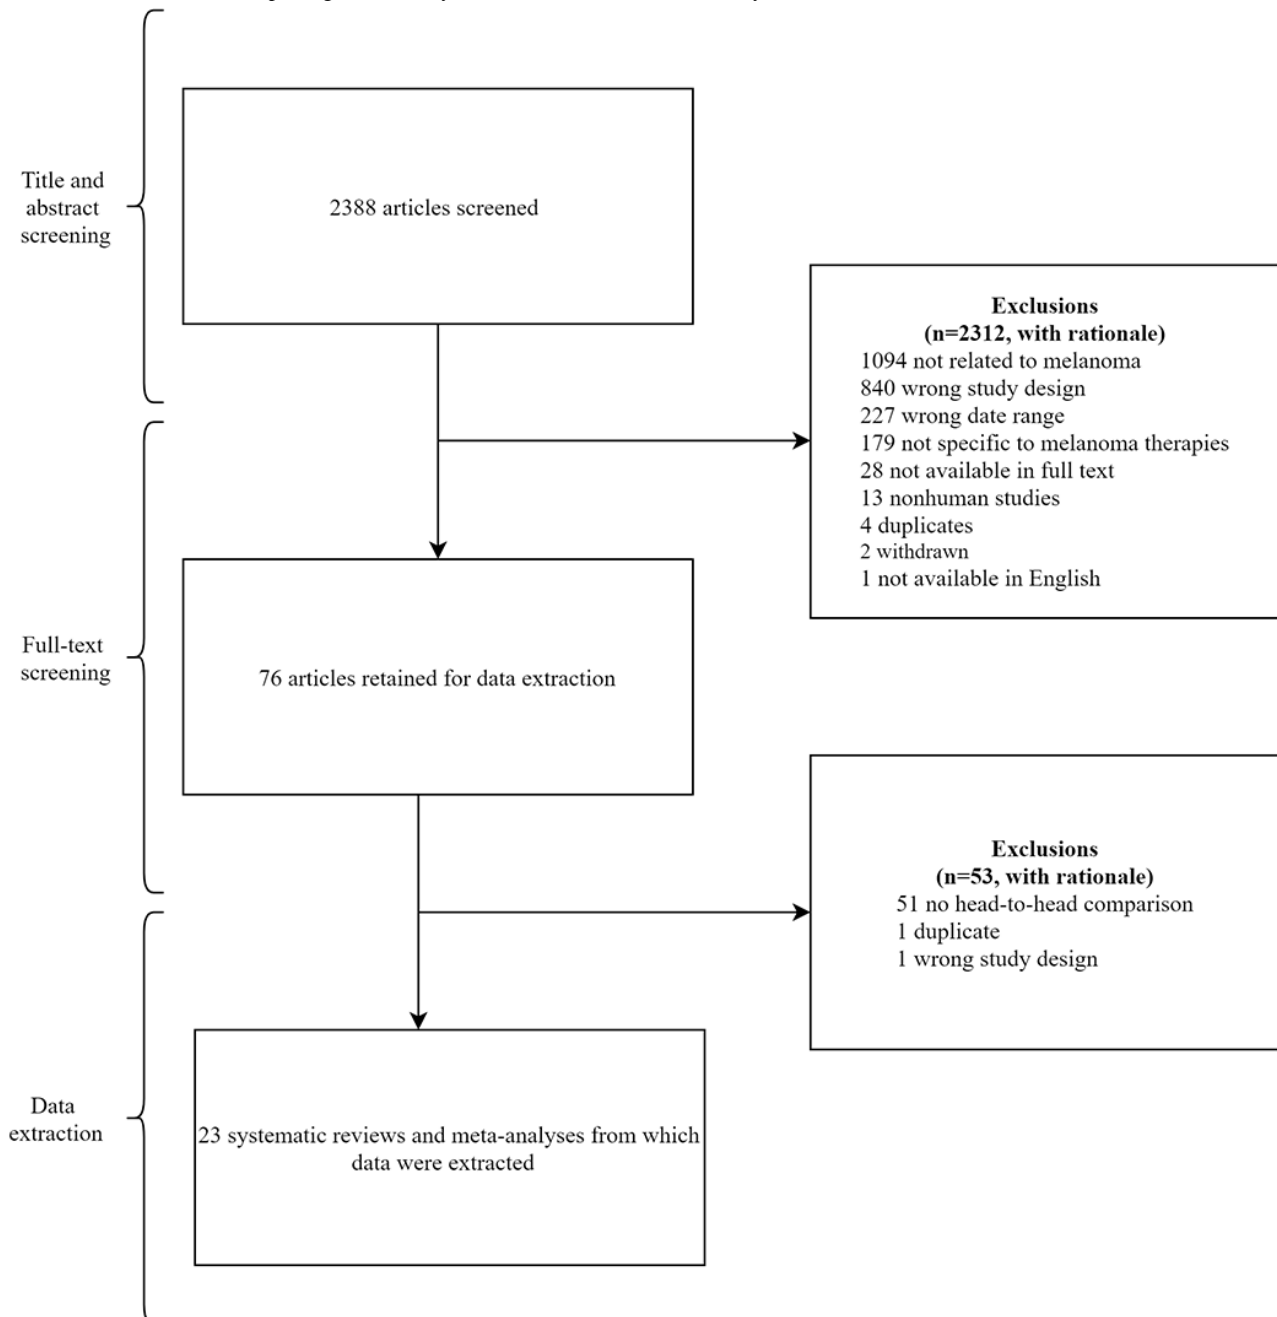 Title and
abstract
screening
2388 articles screened
Exclusions
(n=2312, with rationale)
1094 not related to melanoma
840 wrong study design
227 wrong date range
179 not specific to melanoma therapies
28 not available in full text
13 nonhuman studies
4 duplicates
2 withdrawn
1 not available in English
Full-text
screening
76 articles retained for data extraction
Exclusions
(n=53, with rationale)
51 no head-to-head comparison
1 duplicate
1 wrong study design
Data
extraction
23 systematic reviews and meta-analyses from which
data were extracted